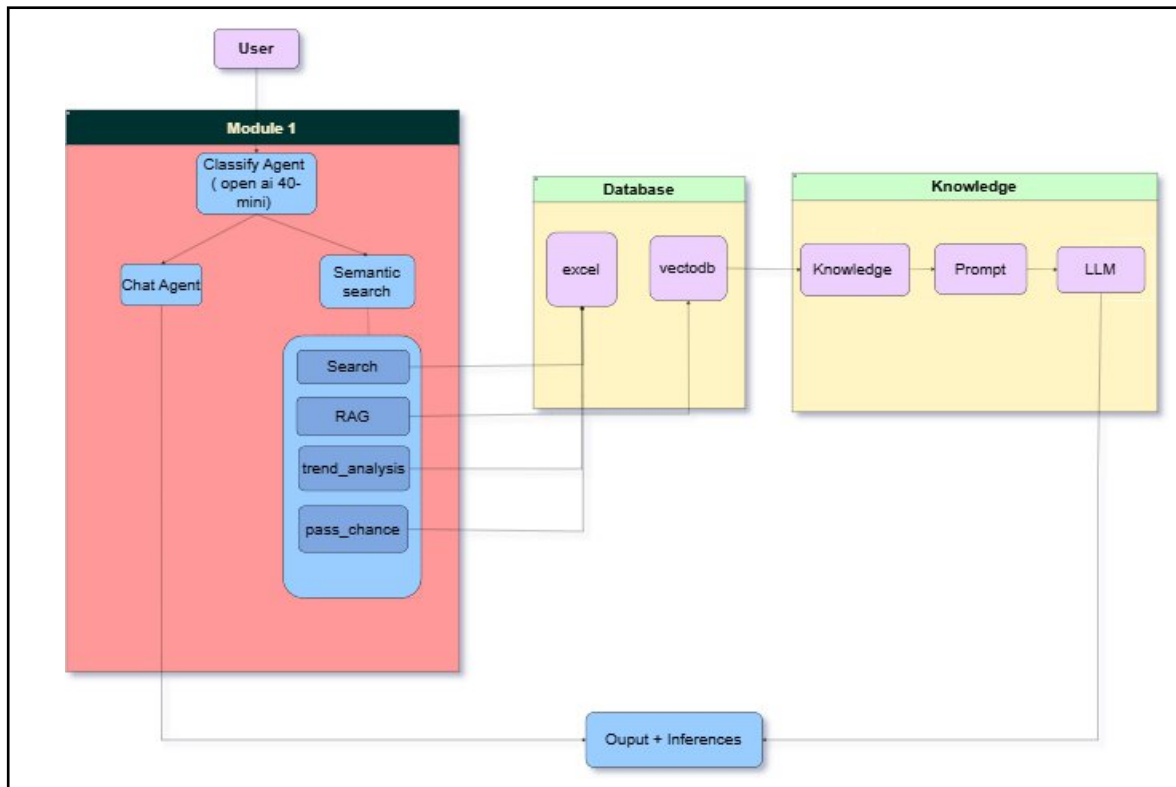 User
Module 1
Classify Agent
( open ai 40-
mini)
Chat Agent
Semantic
search
Search
RAG
trend_analysis
pass_chance
Database
excel
vectodb
Knowledge
Knowledge
Prompt
LLM
Ouput + Inferences